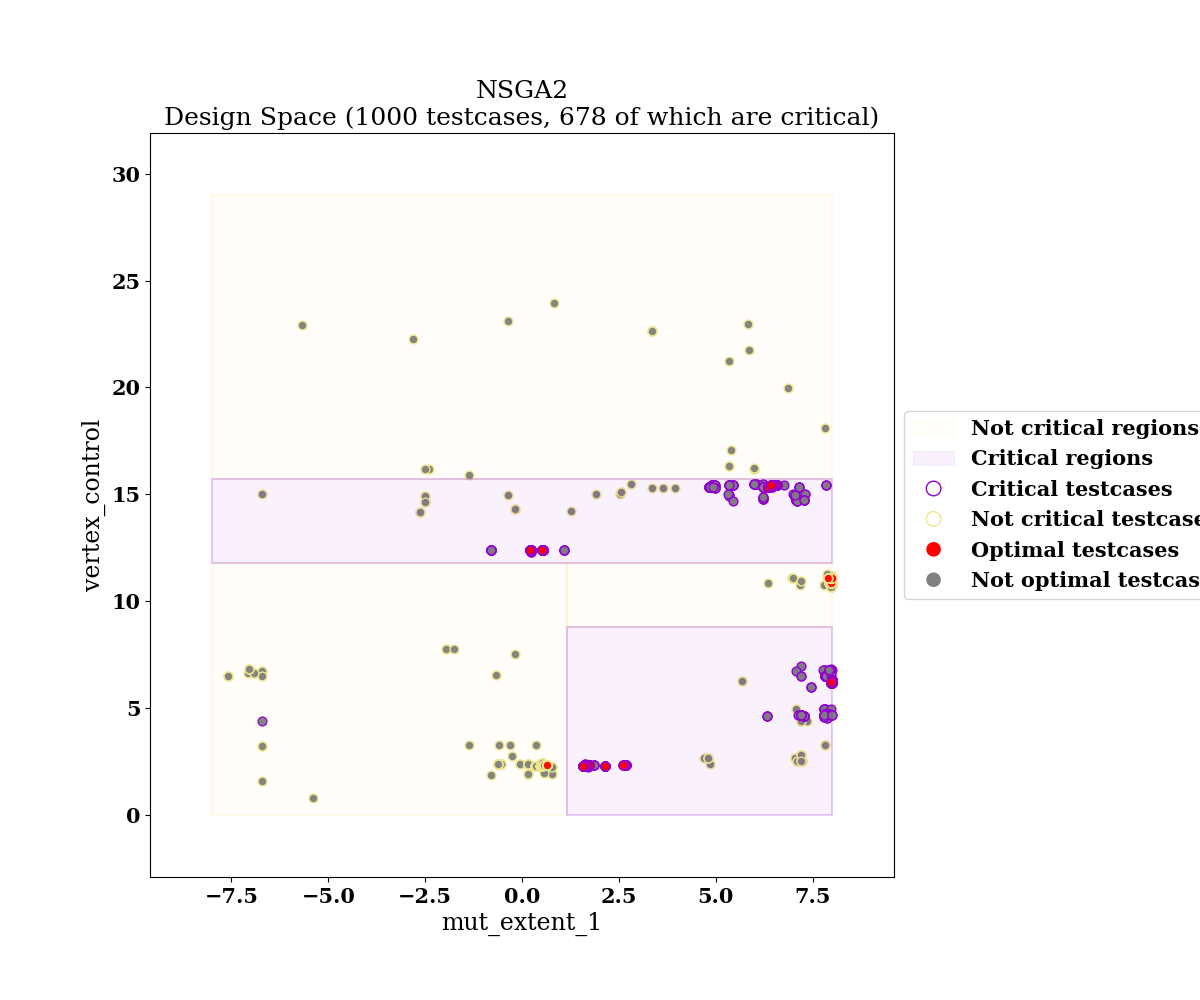 NSGA2
Design Space (1000 testcases, 678 of which are critical)
30
25
20
15
10
5
0
vertex_control
−7.5
−5.0
−2.5
0.0
2.5
5.0
7.5
mut_extent_1
Not critical regions
Critical regions
Critical testcases
Not critical testcase
Optimal testcases
Not optimal testcas